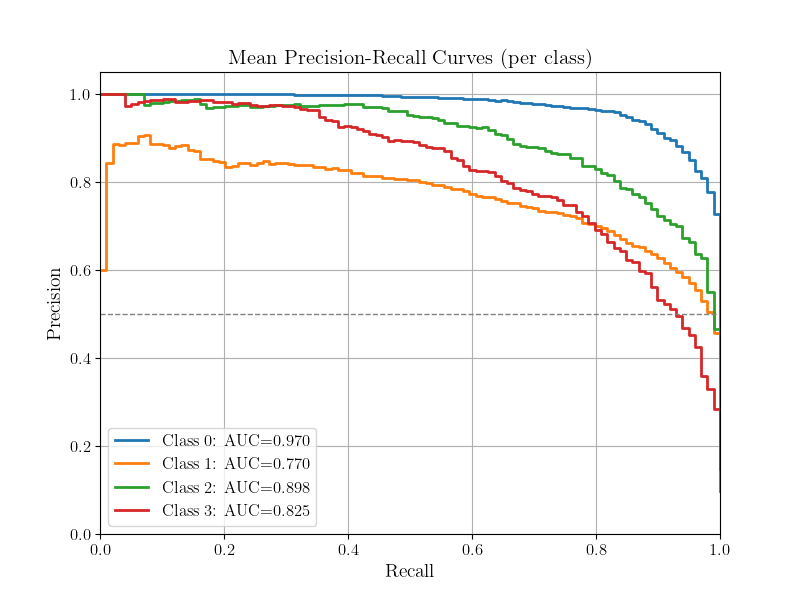 Mean Precision-Recall Curves (per class)
1.0
0.8
0.6
0.4
0.2
0.0
Precision
Class 0: AUC=0.970
Class 1: AUC=0.770
Class 2: AUC=0.898
Class 3: AUC=0.825
0.0 0.2 0.4 0.6 0.8 1.0
Recall